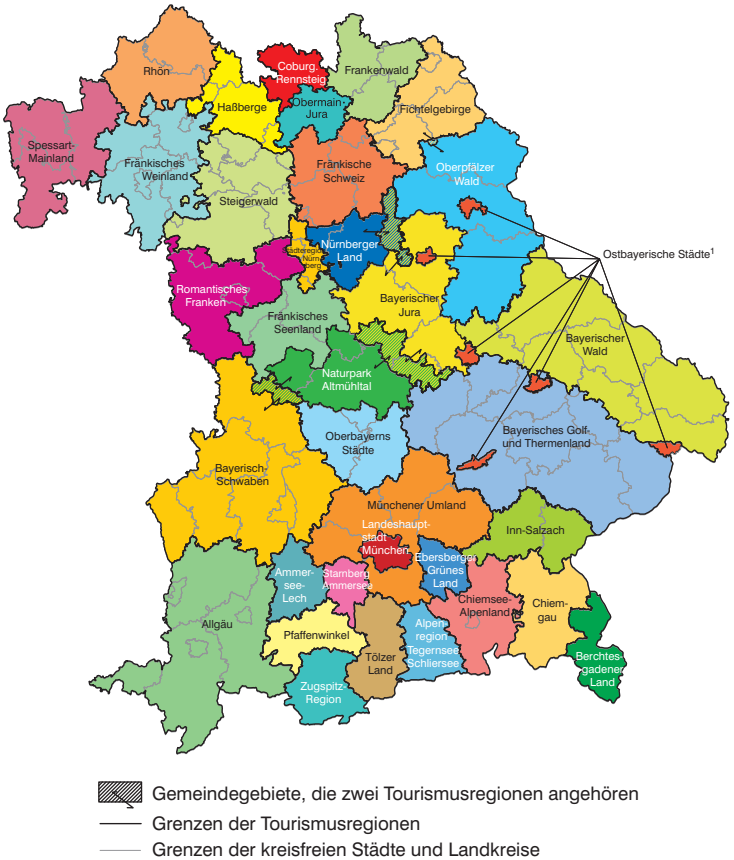 Rhön
Coburg.
Rennsteig
Frankenwald
Haßberge
Obermain-
Jura
Fichtelgebirge
Spessart-
Mainland
Fränkisches
Weinland
Fränkische
Schweiz
Oberpfälzer
Wald
Steigerwald
Städteregion
Nürn-
berg
Nürnberger
Land
Ostbayerische Städte¹
Romantisches
Franken
Bayerischer
Jura
Fränkisches
Seenland
Bayerischer
Wald
Naturpark
Altmühltal
Oberbayerns
Städte
Bayerisches Golf-
und Thermenland
Bayerisch-
Schwaben
Münchener Umland
Landeshaupt-
stadt
München
Inn-Salzach
Ebersberger
Grünes
Land
Ammer-
see-
Lech
Starnberg
Ammersee
Chiemsee-
Alpenland
Chiem-
gau
Allgäu
Pfaffenwinkel
Alpen-
region
Tegernsee
Schliersee
Tölzer
Land
Berchtes-
gadener
Land
Zugspitz-
Region
Gemeindegebiete, die zwei Tourismusregionen angehören
Grenzen der Tourismusregionen
Grenzen der kreisfreien Städte und Landkreise